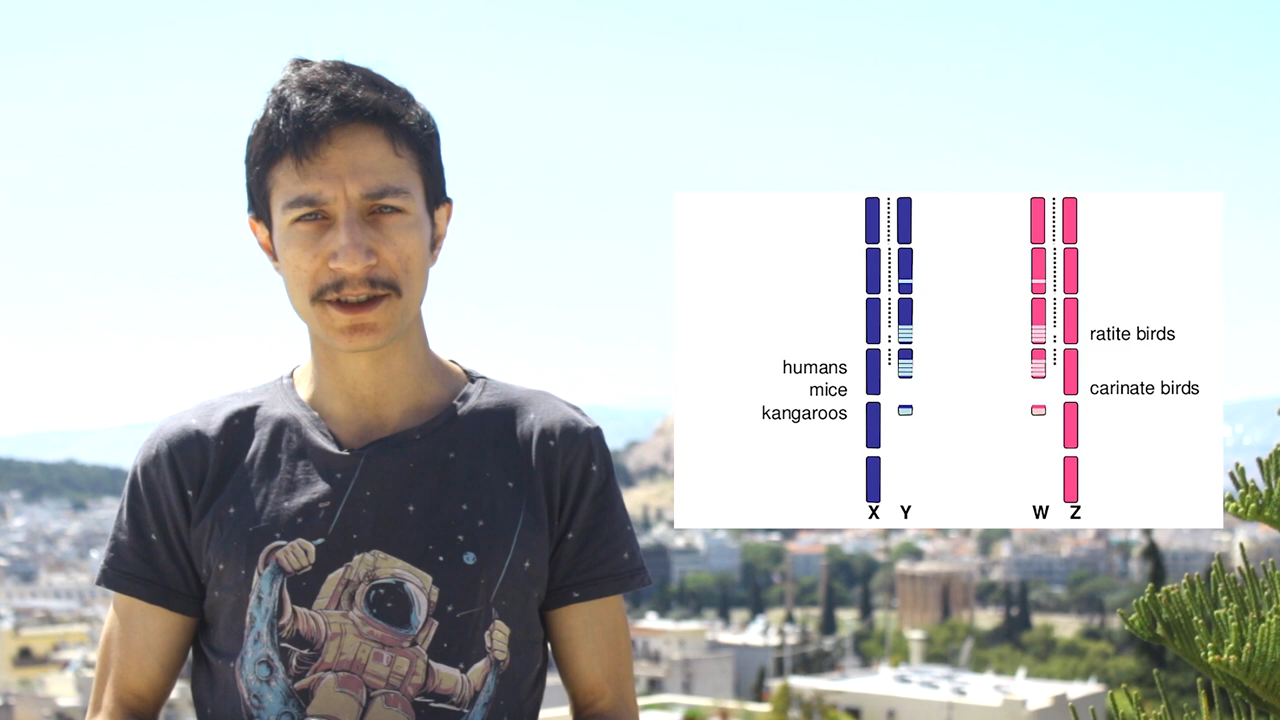 ratite birds
humans
mice
carinate birds
kangaroos
X Y W Z